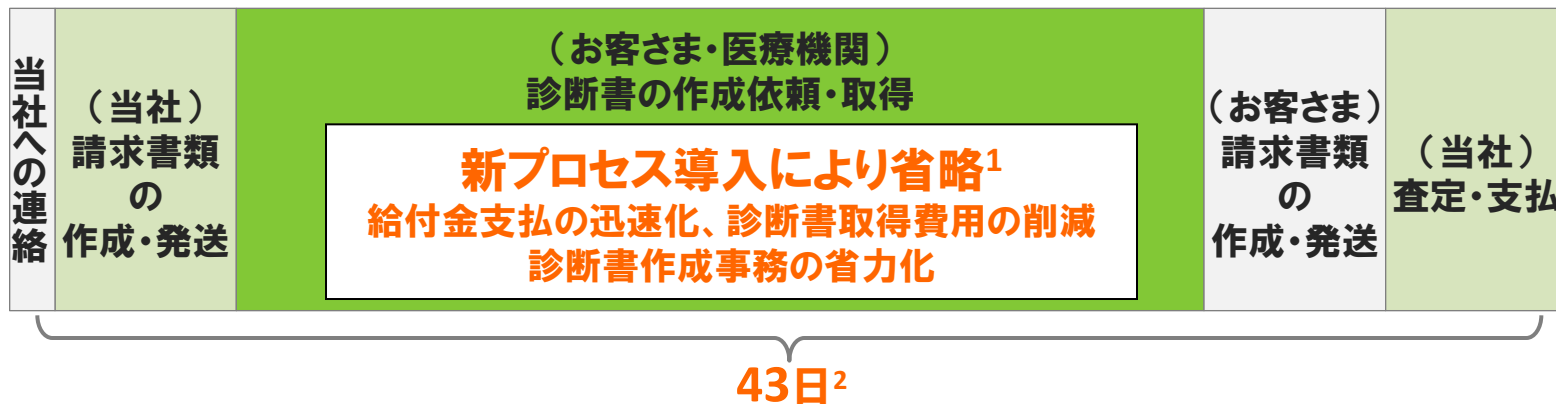 当社への連絡
（当社）
請求書類
の
作成・発送
（お客さま・医療機関）
診断書の作成依頼・取得
新プロセス導入により省略1
給付金支払の迅速化、診断書取得費用の削減
診断書作成事務の省力化
（お客さま）
請求書類
の
作成・発送
（当社）
査定・支払
43日2